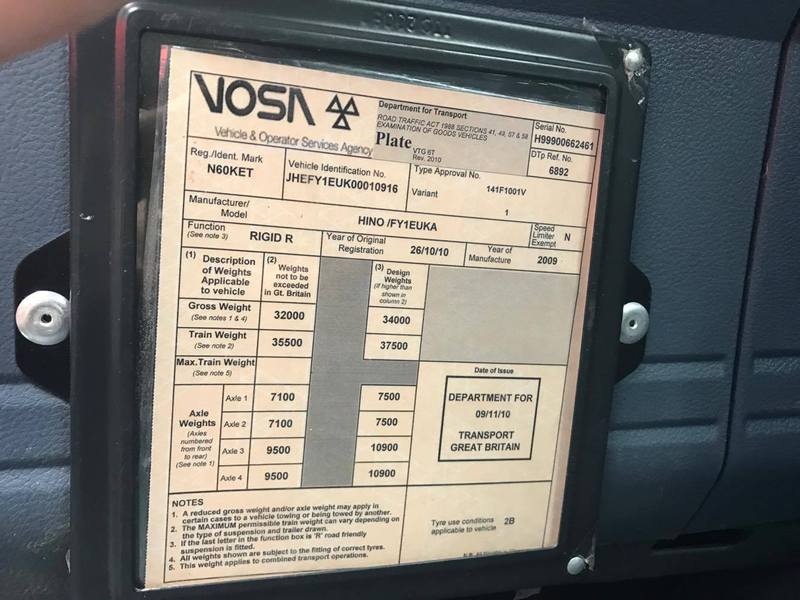 VOSA
Vehicle & Operator Services Agency
Department for Transport
ROAD TRAFFIC ACT 1988 SECTIONS 41, 49, 57 & 58
EXAMINATION OF GOODS VEHICLES
Plate VTG 6T
Rev. 2010
Serial No.
H99900662461
DTp Ref. No.
6892
Reg./Ident. Mark
N60KET
Vehicle Identification No.
JHEFY1EUK00010916
Type Approval No.
141F1001V
Variant
1
Manufacturer/
Model
HINO /FY1EUKA
Speed
Limiter
Exempt
N
Function
(See note 3)
RIGID R
Year of Original
Registration
26/10/10
Year of
Manufacture
2009
(1) Description
of Weights
Applicable
to vehicle
(2) Weights
not to be
exceeded
in Gt. Britain
(3) Design
Weights
(if higher
than
shown in
column 2)
Gross Weight
(See notes 1 & 4)
32000
34000
Train Weight
(See note 2)
35500
37500
Max.Train Weight
(See note 5)
Axle
Weights
(Axles
numbered
from front
to rear)
(See note 1)
Axle 1 7100 7500
Axle 2 7100 7500
Axle 3 9500 10900
Axle 4 9500 10900
Date of Issue
DEPARTMENT FOR
09/11/10
TRANSPORT
GREAT BRITAIN
NOTES
1. A reduced gross weight and/or axle weight may apply in
certain cases to a vehicle towing or being towed by another.
2. The MAXIMUM permissible train weight can vary depending on
the type of suspension and trailer drawn.
3. If the last letter in the function box is 'R' road friendly
suspension is fitted.
4. All weights shown are subject to the fitting of correct tyres.
5. This weight applies to combined transport operations.
Tyre use conditions
applicable to vehicle
2B